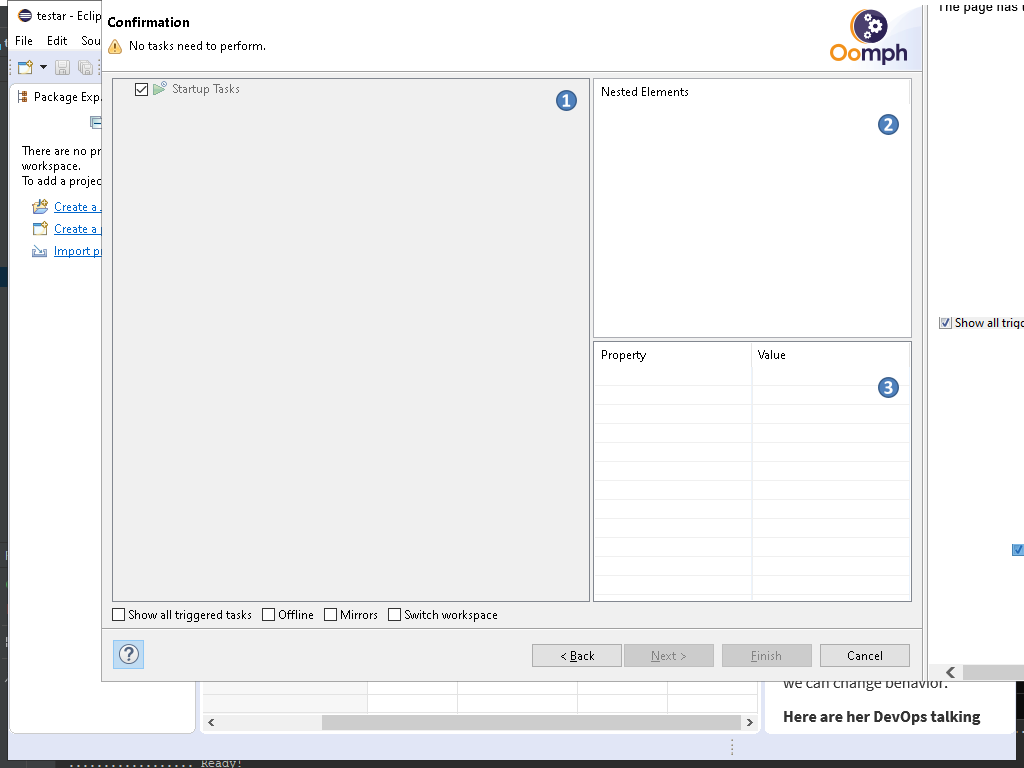 testar - Eclip
File Edit Sou
Package Exp
There are no pr
workspace.
To add a projec
Create a
Create a
Import p
Confirmation
No tasks need to perform.
Oomph
Startup Tasks
1
Nested Elements
2
Property Value
3
Show all triggered tasks Offline Mirrors Switch workspace
?
< Back Next > Finish Cancel
The page has
Show all trigg
we can change behavior.
Here are her DevOps talking
.................. Ready!